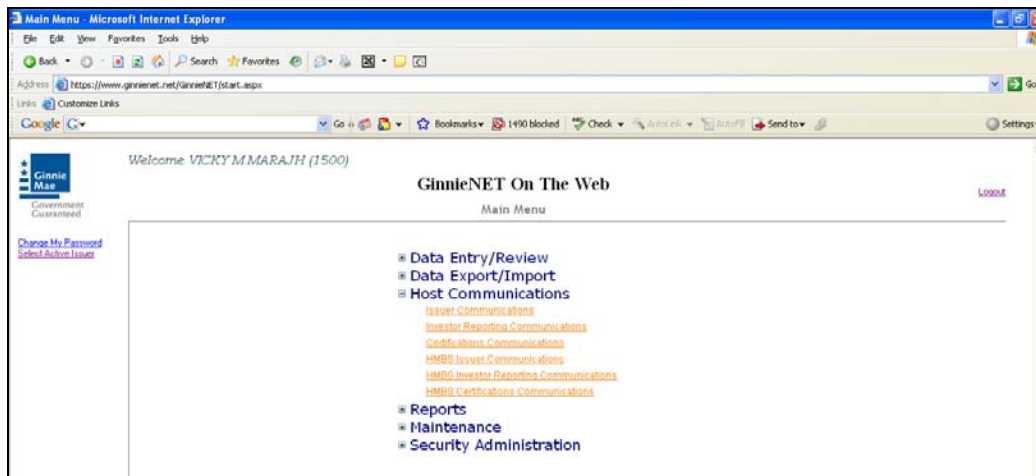 Main Menu - Microsoft Internet Explorer
File Edit View Favorites Tools Help
Back Search Favorites
Address https://www.ginnienet.net/GinnieNET/start.aspx Go
Links Customize Links
Google G Go Bookmarks 1490 blocked Check AutoLink AutoFill Send to Settings
Welcome VICKY M MARAJH (1500)
Ginnie Mae
Government Guaranteed
GinnieNET On The Web
Logout
Main Menu
Change My Password
Select Active Issuer
Data Entry/Review
Data Export/Import
Host Communications
Issuer Communications
Investor Reporting Communications
Certifications Communications
HMBS Issuer Communications
HMBS Investor Reporting Communications
HMBS Certifications Communications
Reports
Maintenance
Security Administration